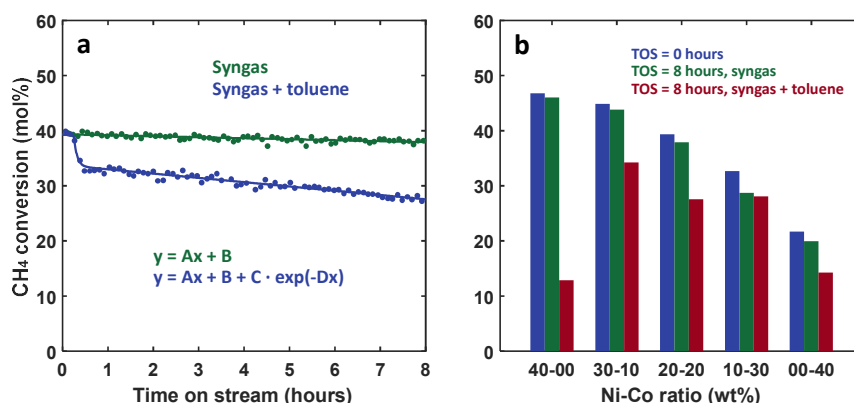 a
Syngas
Syngas + toluene
y = Ax + B
y = Ax + B + C · exp(-Dx)
CH₄ conversion (mol%)
60
50
40
30
20
10
0
0 1 2 3 4 5 6 7 8
Time on stream (hours)
b
TOS = 0 hours
TOS = 8 hours, syngas
TOS = 8 hours, syngas + toluene
60
50
40
30
20
10
0
40-00 30-10 20-20 10-30 00-40
Ni-Co ratio (wt%)